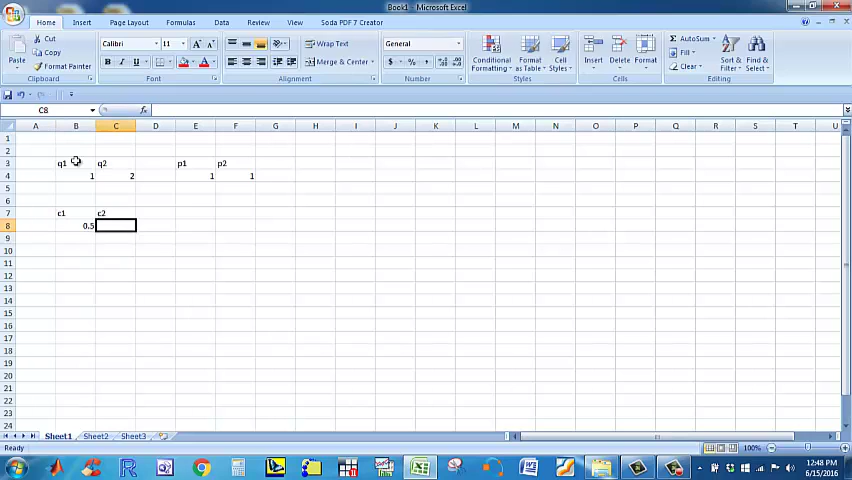 Book1 - Microsoft Excel
Home Insert Page Layout Formulas Data Review View Soda PDF 7 Creator
Paste
Cut
Copy
Format Painter
Clipboard
Calibri 11
B I U
Font
Wrap Text
Merge & Center
Alignment
General
$ % ,
Number
Conditional Formatting
Format as Table
Cell Styles
Styles
Insert
Delete
Format
Cells
Σ AutoSum
Fill
Clear
Sort & Filter
Find & Select
Editing
C8 fx
A B C D E F G H I J K L M N O P Q R S T U
1
2
3 q1 q2 p1 p2
4 1 2 1 1
5
6
7 c1 c2
8 0.5
9
10
11
12
13
14
15
16
17
18
19
20
21
22
23
24
Sheet1 Sheet2 Sheet3
Ready
100%
12:48 PM
6/15/2016